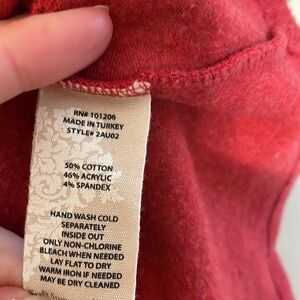 RN# 101206
MADE IN TURKEY
STYLE# 2AU02
50% COTTON
46% ACRYLIC
4% SPANDEX
HAND WASH COLD
SEPARATELY
INSIDE OUT
ONLY NON-CHLORINE
BLEACH WHEN NEEDED
LAY FLAT TO DRY
WARM IRON IF NEEDED
MAY BE DRY CLEANED